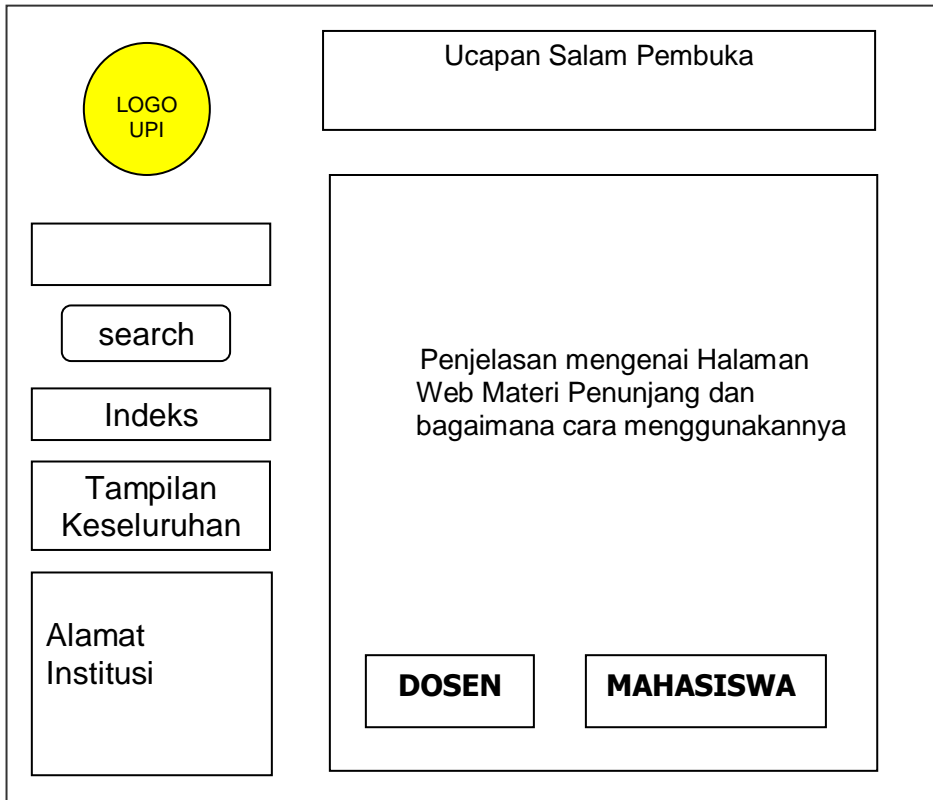 LOGO
UPI
Ucapan Salam Pembuka
search
Indeks
Tampilan
Keseluruhan
Alamat
Institusi
Penjelasan mengenai Halaman
Web Materi Penunjang dan
bagaimana cara menggunakannya
DOSEN
MAHASISWA